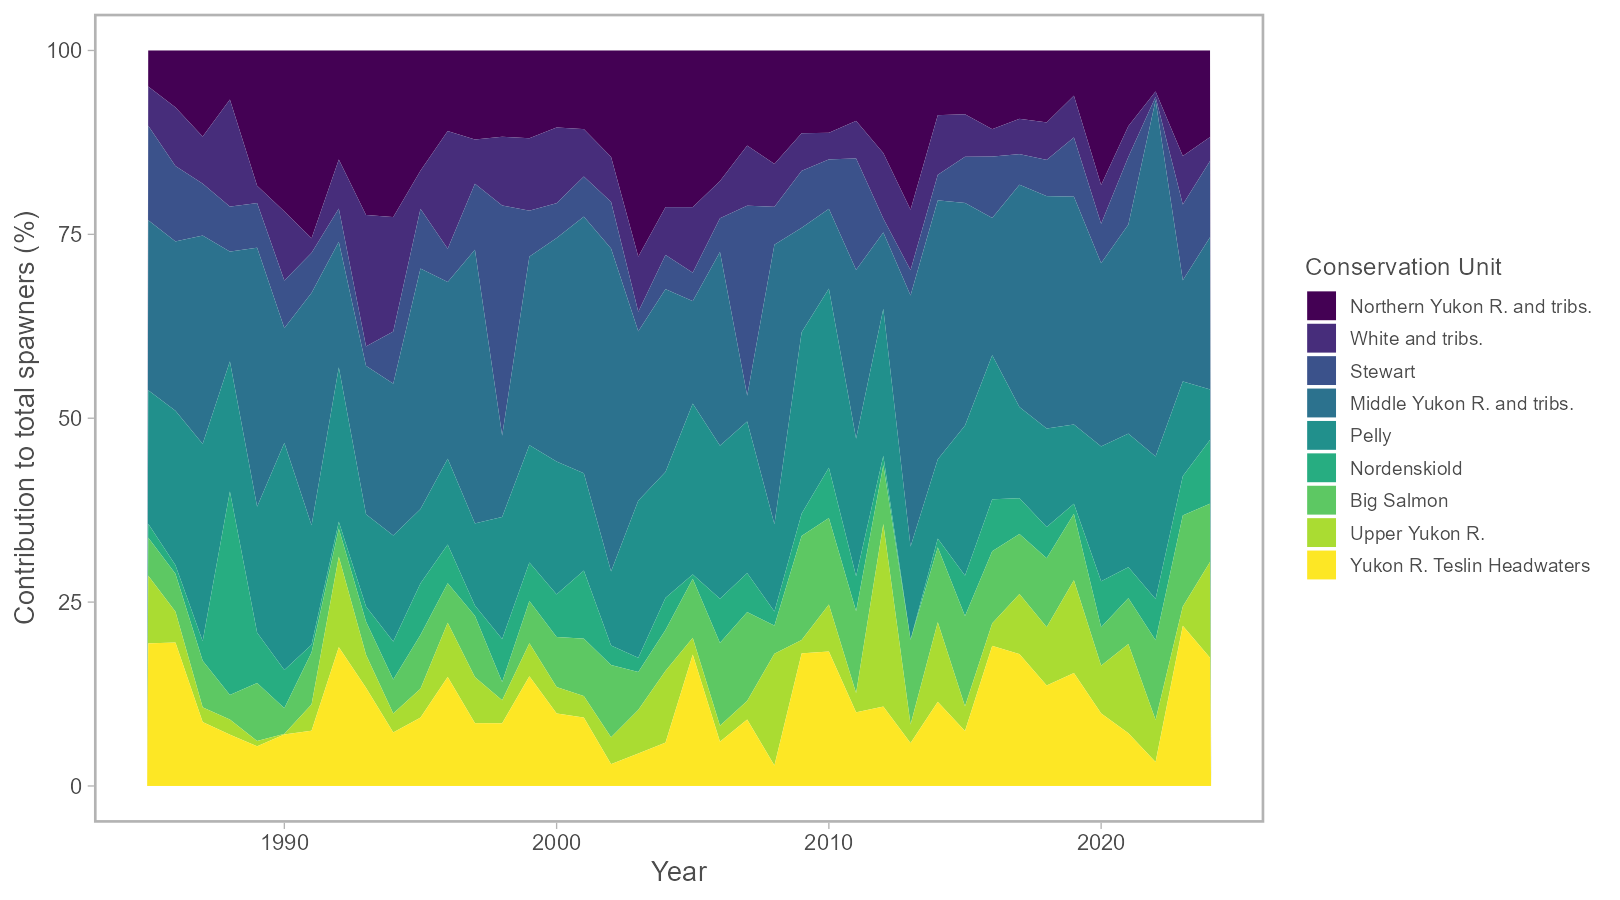 Contribution to total spawners (%)
100
75
50
25
0
1990
2000
2010
2020
Year
Conservation Unit
Northern Yukon R. and tribs.
White and tribs.
Stewart
Middle Yukon R. and tribs.
Pelly
Nordenskiold
Big Salmon
Upper Yukon R.
Yukon R. Teslin Headwaters